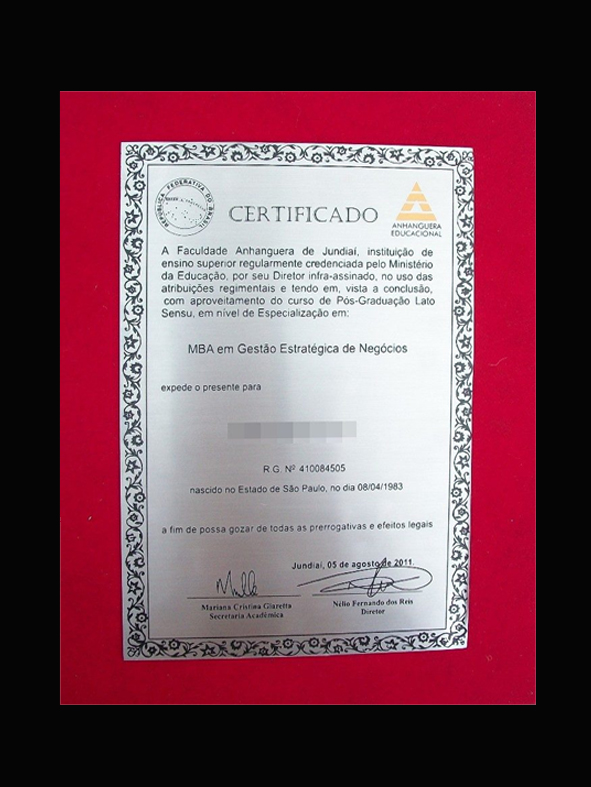 REPÚBLICA FEDERATIVA DO BRASIL
CERTIFICADO
ANHANGUERA
EDUCACIONAL
A Faculdade Anhanguera de Jundiaí, instituição de
ensino superior regularmente credenciada pelo Ministério
da Educação, por seu Diretor infra-assinado, no uso das
atribuições regimentais e tendo em, vista a conclusão,
com aproveitamento do curso de Pós-Graduação Lato
Sensu, em nível de Especialização em:
MBA em Gestão Estratégica de Negócios
expede o presente para
R.G. Nº 410084505
nascido no Estado de São Paulo, no dia 08/04/1983
a fim de possa gozar de todas as prerrogativas e efeitos legais
Jundiaí, 05 de agosto de 2011.
Mariana Cristina Giaretta
Secretaria Acadêmica
Nélio Fernando dos Reis
Diretor